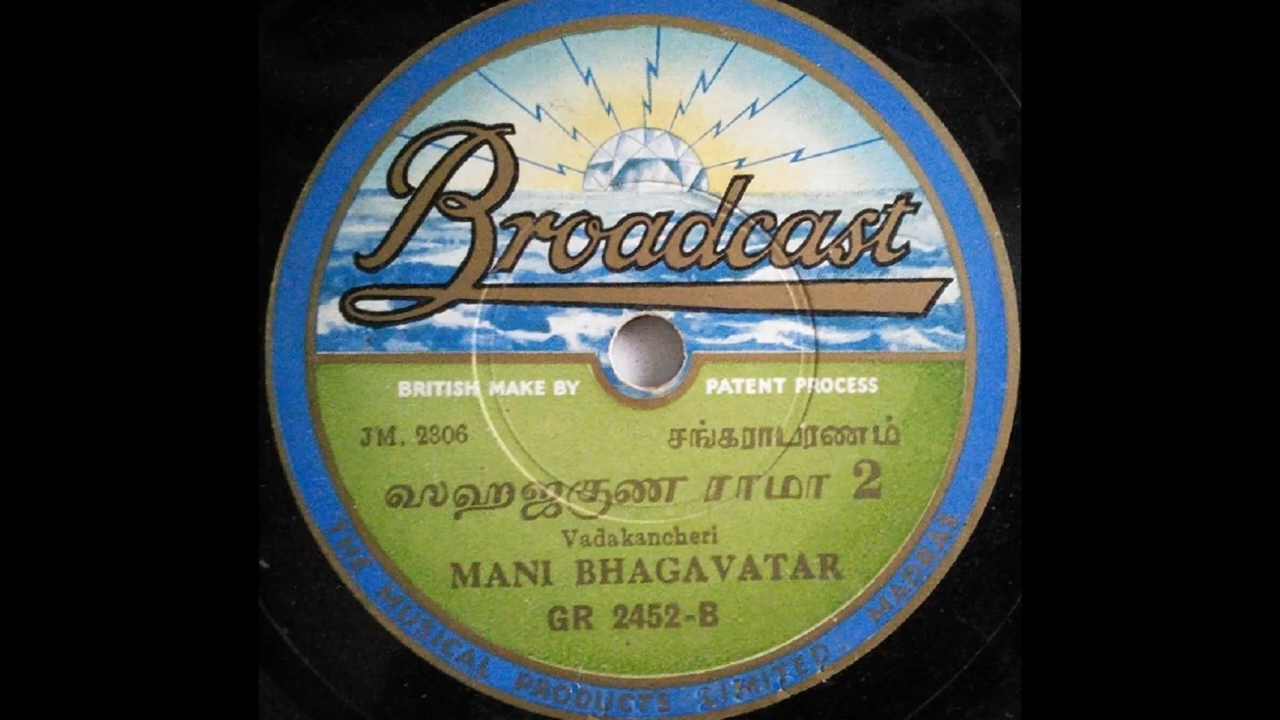 Broadcast
BRITISH MAKE BY PATENT PROCESS
JM. 2306 சங்கராபரணம்
ஸஹஜகுண ராமா 2
Vadakancheri
MANI BHAGAVATAR
GR 2452-B
THE MUSICAL PRODUCTS LIMITED. MADRAS